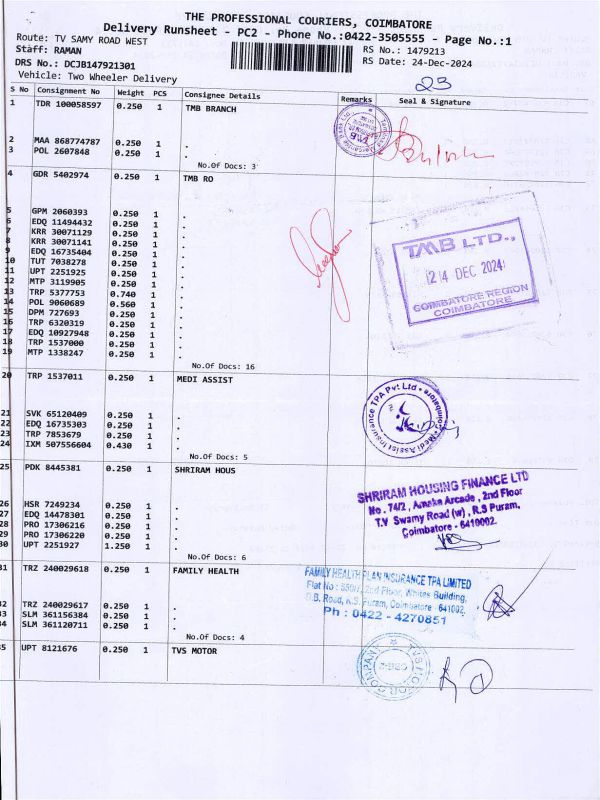 THE PROFESSIONAL COURIERS, COIMBATORE
Delivery Runsheet - PC2 - Phone No.:0422-3505555 - Page No.:1
Route: TV SAMY ROAD WEST RS No.: 1479213
Staff: RAMAN RS Date: 24-Dec-2024
DRS No.: DCJB147921301
Vehicle: Two Wheeler Delivery 23
S No Consignment No Weight PCS Consignee Details Remarks Seal & Signature
1 TDR 100058597 0.250 1 TMB BRANCH
2 MAA 868774787 0.250 1 .
3 POL 2607848 0.250 1 .
No.Of Docs: 3
4 GDR 5402974 0.250 1 TMB RO
5 GPM 2060393 0.250 1 .
6 EDQ 11494432 0.250 1 .
7 KRR 30071129 0.250 1 .
8 KRR 30071141 0.250 1 .
9 EDQ 16735404 0.250 1 .
10 TUT 7038278 0.250 1 .
11 UPT 2251925 0.250 1 .
12 MTP 3119905 0.250 1 .
13 TRP 5377753 0.740 1 .
14 POL 9060689 0.560 1 .
15 DPM 727693 0.250 1 .
16 TRP 6320319 0.250 1 .
17 EDQ 10927948 0.250 1 .
18 TRP 1537000 0.250 1 .
19 MTP 1338247 0.250 1 .
No.Of Docs: 16
TMB LTD.,
24 DEC 2024
COIMBATORE REGION
COIMBATORE
20 TRP 1537011 0.250 1 MEDI ASSIST
21 SVK 65120409 0.250 1 .
22 EDQ 16735303 0.250 1 .
23 TRP 7853679 0.250 1 .
24 IXM 507556604 0.430 1 .
No.Of Docs: 5
Medi Assist Insurance TPA Pvt Ltd Coimbatore
25 PDK 8445381 0.250 1 SHRIRAM HOUS
26 HSR 7249234 0.250 1 .
27 EDQ 14478301 0.250 1 .
28 PRO 17306216 0.250 1 .
29 PRO 17306220 0.250 1 .
30 UPT 2251927 1.250 1 .
No.Of Docs: 6
SHRIRAM HOUSING FINANCE LTD
No. 74/2, Arcade, 2nd Floor
T.V Swamy Road (w), R.S Puram,
Coimbatore - 641002.
31 TRZ 240029618 0.250 1 FAMILY HEALTH
32 TRZ 240029617 0.250 1 .
33 SLM 361156384 0.250 1 .
34 SLM 361120711 0.250 1 .
No.Of Docs: 4
FAMILY HEALTH PLAN INSURANCE TPA LIMITED
2nd Floor, Whites Building,
D.B. Road, R.S. Puram, Coimbatore - 641002.
Ph : 0422 - 4270851
35 UPT 8121676 0.250 1 TVS MOTOR
TVS MOTOR COMPANY